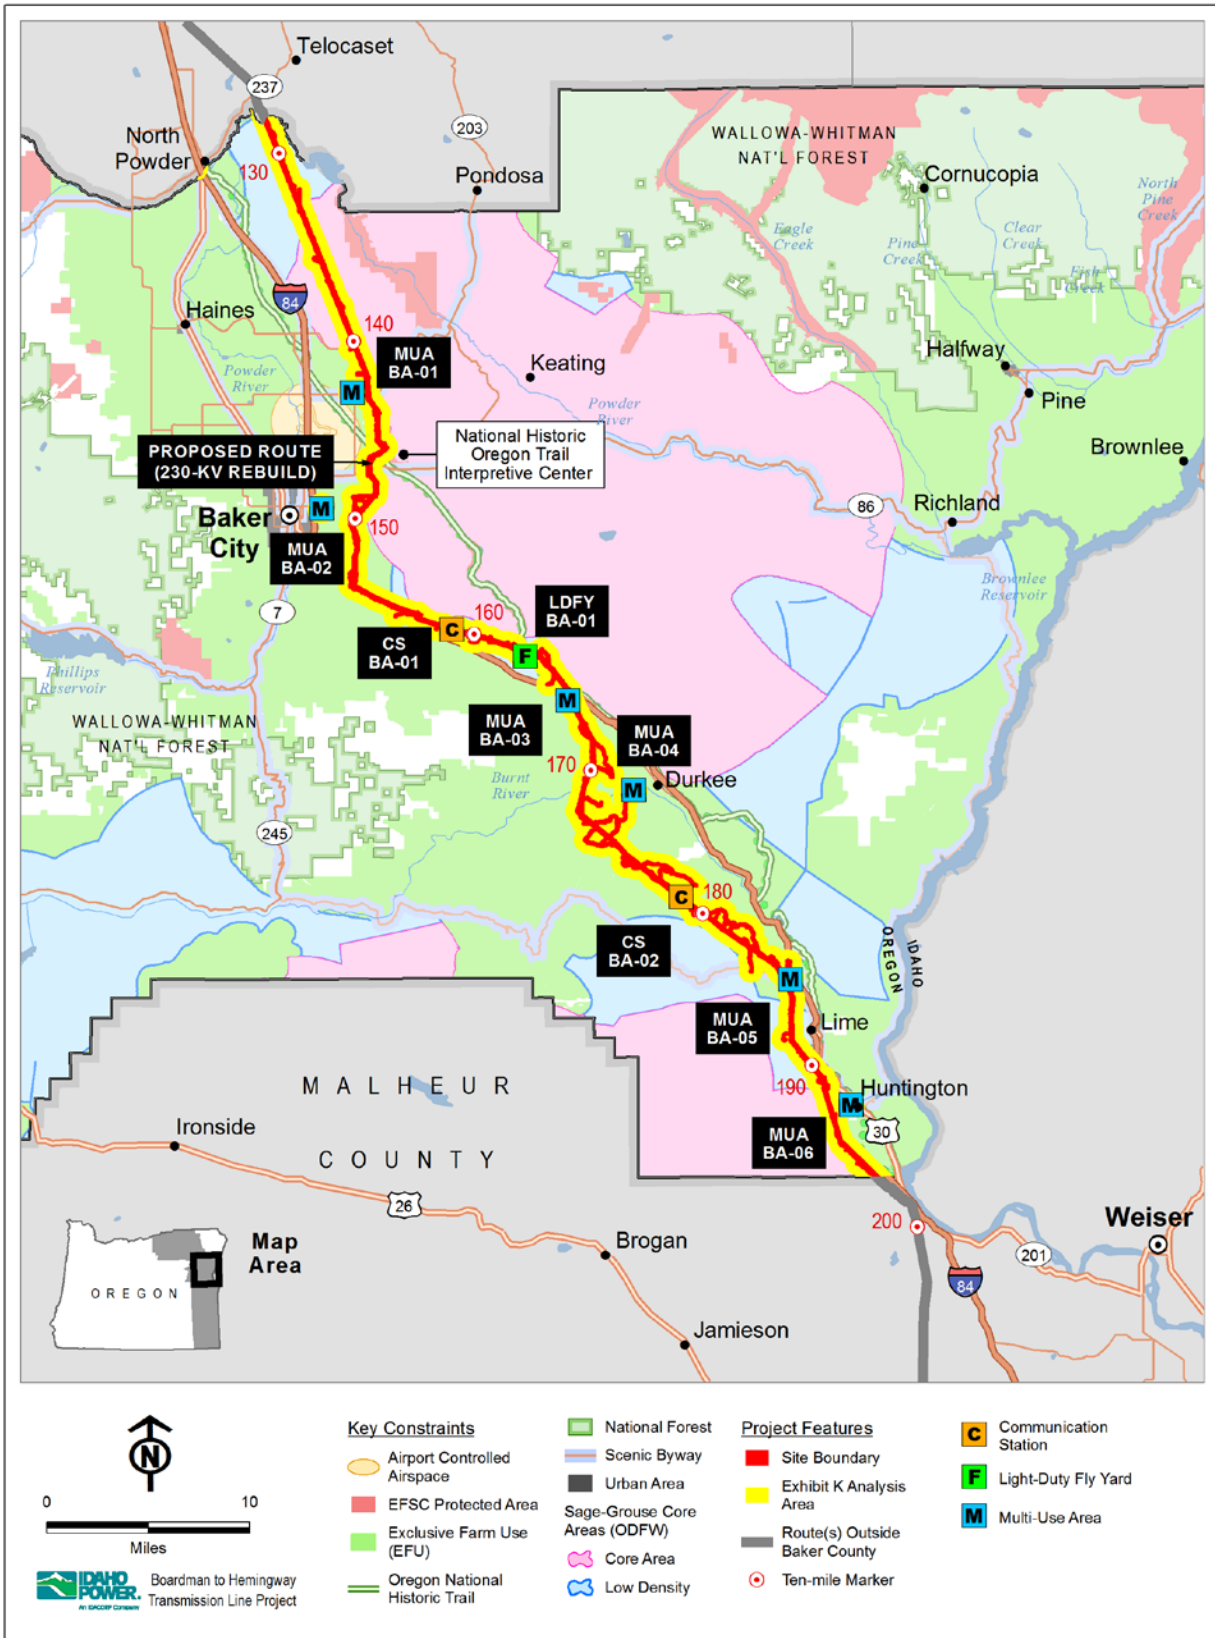 Telocaset
237
North
Powder
203
130
Pondosa
WALLOWA-WHITMAN
NAT'L FOREST
Cornucopia
North
Pine
Creek
Eagle
Creek
Pine
Creek
Clear
Creek
Fish
Creek
84
Haines
140
MUA
BA-01
Keating
Halfway
Pine
Powder
River
Powder
River
M
Brownlee
PROPOSED ROUTE
(230-KV REBUILD)
National Historic
Oregon Trail
Interpretive Center
Richland
86
Baker
City
M
150
MUA
BA-02
Brownlee
Reservoir
7
160
LDFY
BA-01
C
CS
BA-01
F
Phillips
Reservoir
M
WALLOWA-WHITMAN
NAT'L FOREST
MUA
BA-03
MUA
BA-04
170
Burnt
River
M
Durkee
245
C
180
CS
BA-02
OREGON
IDAHO
M
MUA
BA-05
Lime
190
M
Huntington
MALHEUR
COUNTY
Ironside
MUA
BA-06
30
26
200
Weiser
201
Map
Area
OREGON
Brogan
84
Jamieson
N
0 10
Miles
IDAHO
POWER.
An IDACORP Company
Boardman to Hemingway
Transmission Line Project
Key Constraints
Airport Controlled
Airspace
EFSC Protected Area
Exclusive Farm Use
(EFU)
Oregon National
Historic Trail
National Forest
Scenic Byway
Urban Area
Sage-Grouse Core
Areas (ODFW)
Core Area
Low Density
Project Features
Site Boundary
Exhibit K Analysis
Area
Route(s) Outside
Baker County
Ten-mile Marker
C
Communication
Station
F
Light-Duty Fly Yard
M
Multi-Use Area